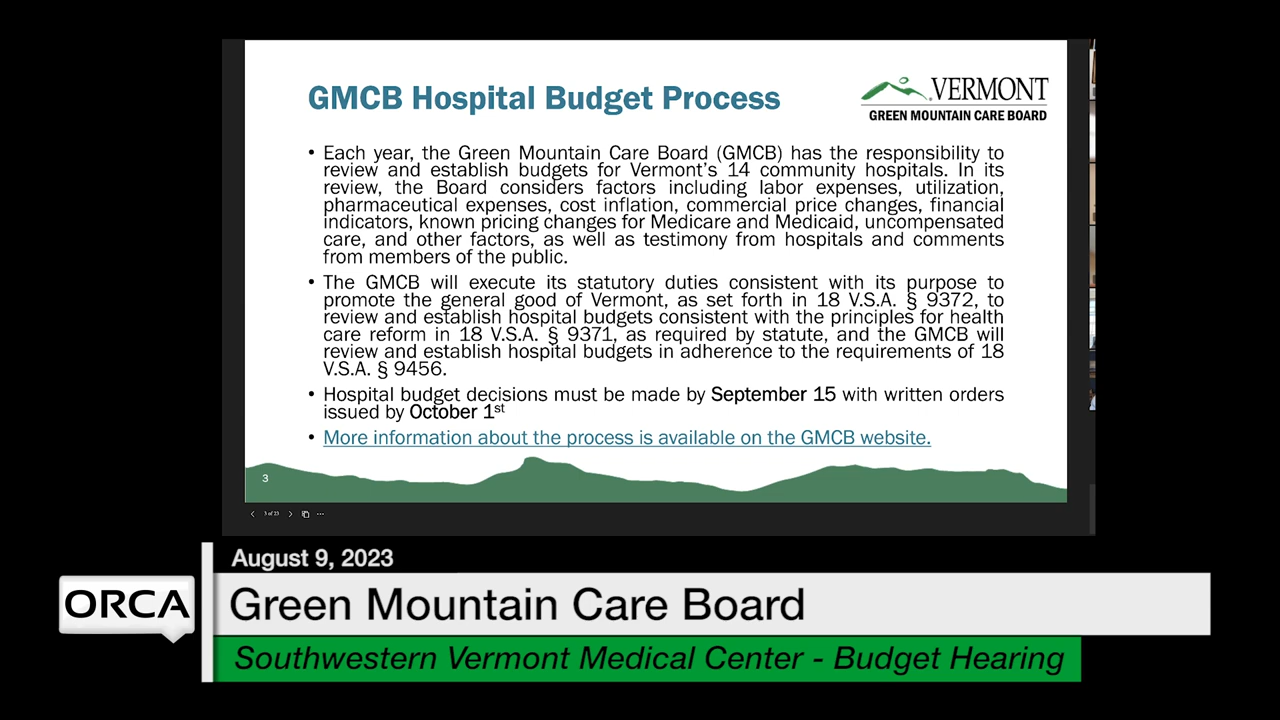 GMCB Hospital Budget Process
VERMONT
GREEN MOUNTAIN CARE BOARD
• Each year, the Green Mountain Care Board (GMCB) has the responsibility to
review and establish budgets for Vermont's 14 community hospitals. In its
review, the Board considers factors including labor expenses, utilization,
pharmaceutical expenses, cost inflation, commercial price changes, financial
indicators, known pricing changes for Medicare and Medicaid, uncompensated
care, and other factors, as well as testimony from hospitals and comments
from members of the public.
• The GMCB will execute its statutory duties consistent with its purpose to
promote the general good of Vermont, as set forth in 18 V.S.A. § 9372, to
review and establish hospital budgets consistent with the principles for health
care reform in 18 V.S.A. § 9371, as required by statute, and the GMCB will
review and establish hospital budgets in adherence to the requirements of 18
V.S.A. § 9456.
• Hospital budget decisions must be made by September 15 with written orders
issued by October 1st
• More information about the process is available on the GMCB website.
3
3 of 23
August 9, 2023
ORCA
Green Mountain Care Board
Southwestern Vermont Medical Center - Budget Hearing